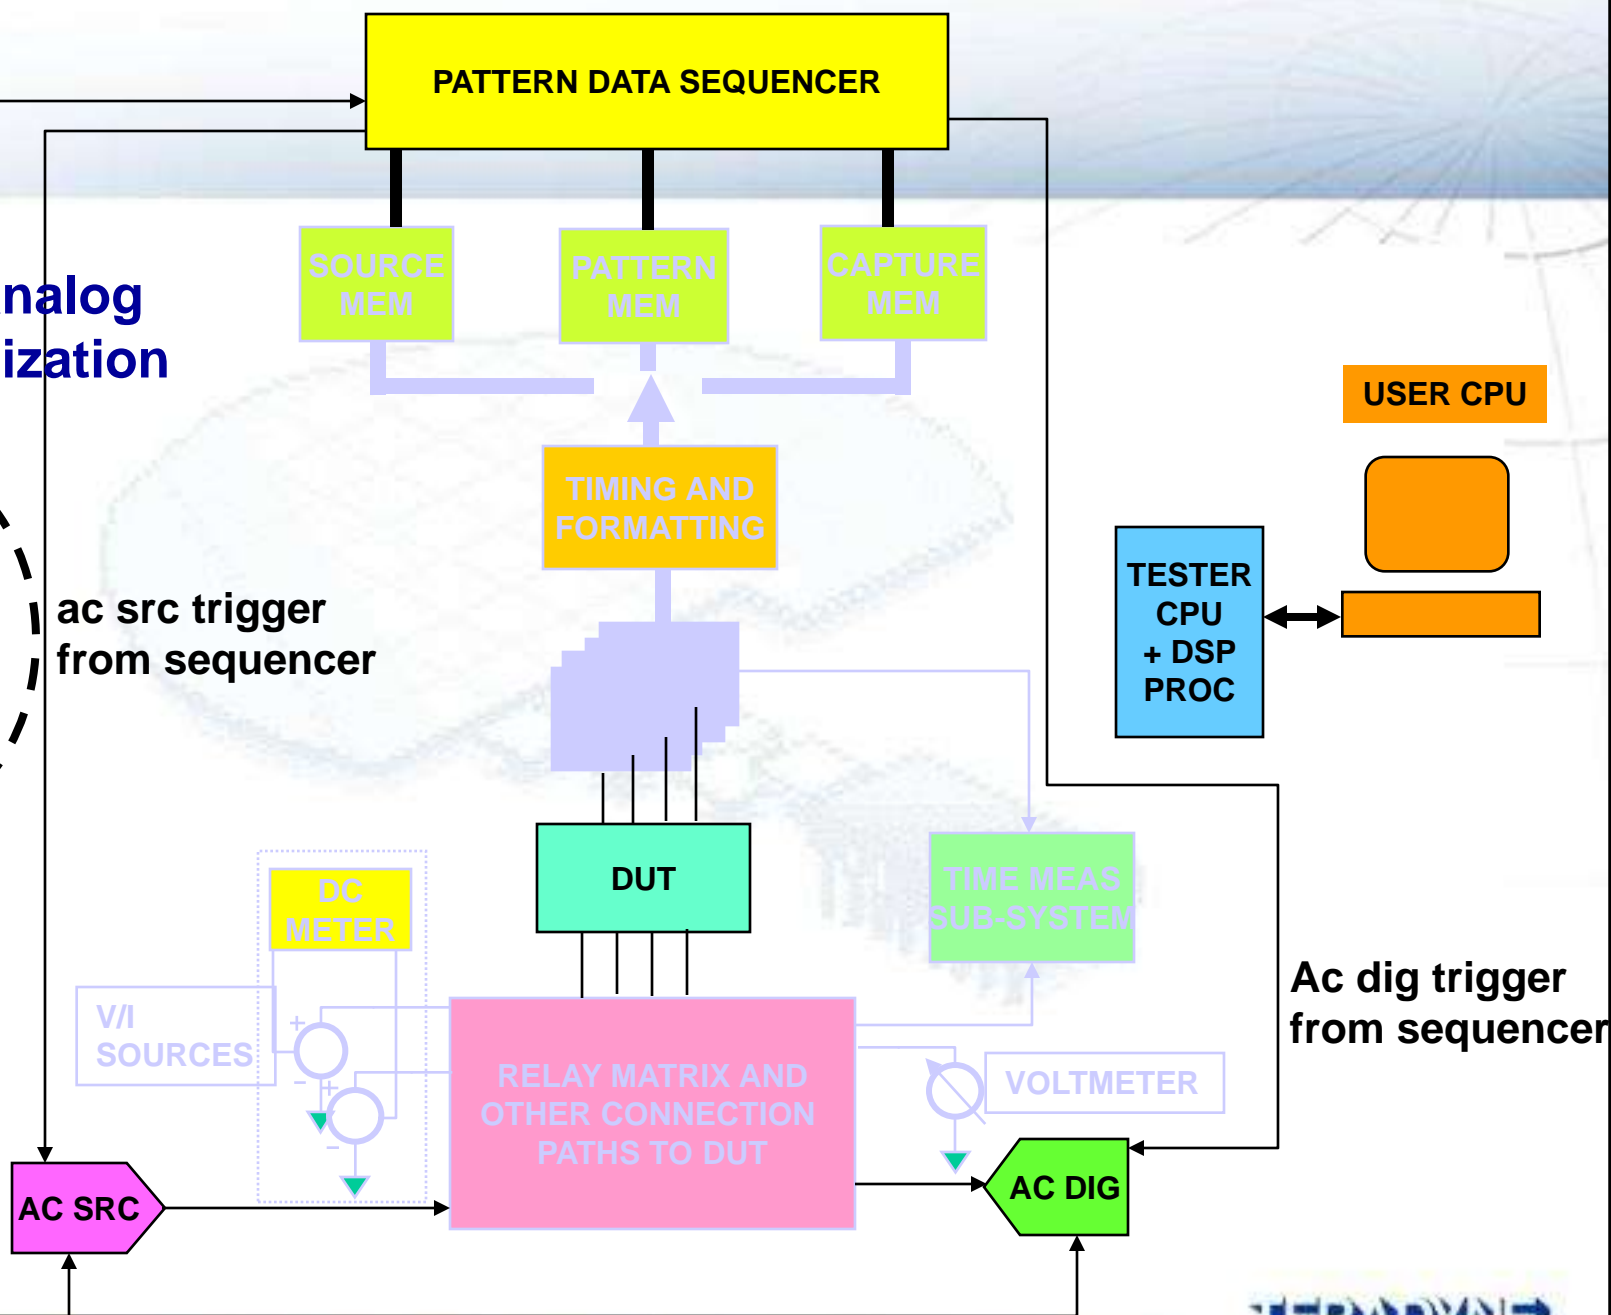 PATTERN DATA SEQUENCER
SOURCE
MEM
PATTERN
MEM
CAPTURE
MEM
nalog
ization
USER CPU
TIMING AND
FORMATTING
TESTER
CPU
+ DSP
PROC
ac src trigger
from sequencer
DUT
DC
METER
TIME MEAS
SUB-SYSTEM
V/I
SOURCES
+
−
+
−
RELAY MATRIX AND
OTHER CONNECTION
PATHS TO DUT
VOLTMETER
Ac dig trigger
from sequencer
AC SRC
AC DIG